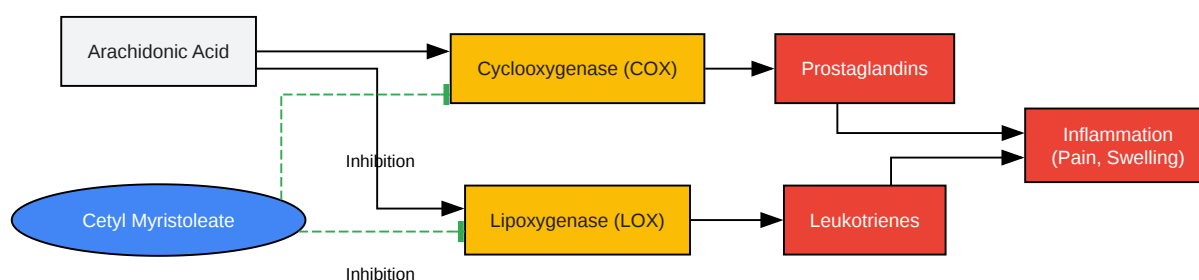 Arachidonic Acid
Cyclooxygenase (COX)
Prostaglandins
Inflammation
(Pain, Swelling)
Inhibition
Cetyl Myristoleate
Lipoxygenase (LOX)
Leukotrienes
Inhibition